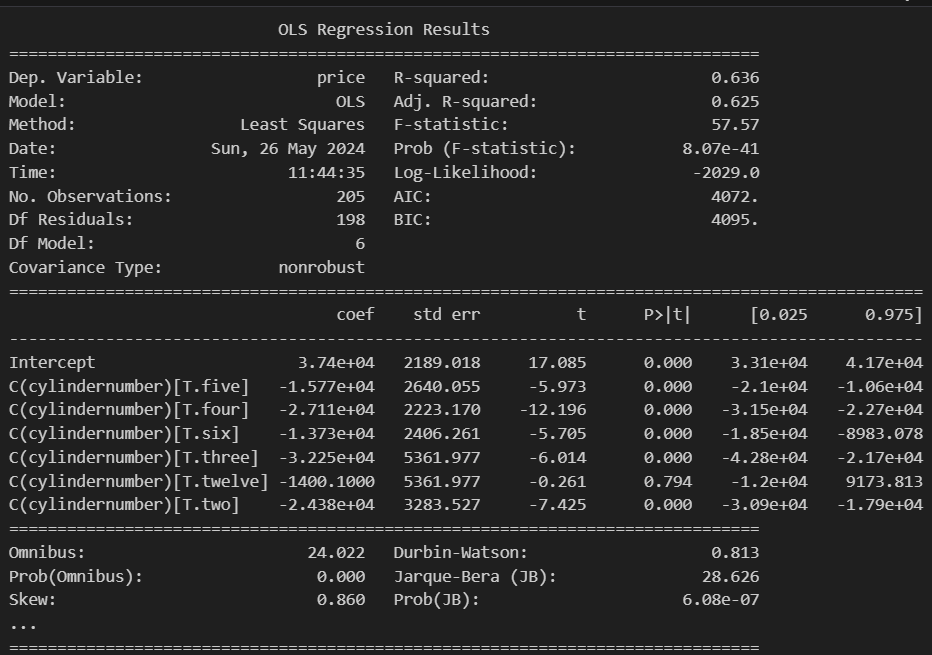 OLS Regression Results
==============================================================================
Dep. Variable: price R-squared: 0.636
Model: OLS Adj. R-squared: 0.625
Method: Least Squares F-statistic: 57.57
Date: Sun, 26 May 2024 Prob (F-statistic): 8.07e-41
Time: 11:44:35 Log-Likelihood: -2029.0
No. Observations: 205 AIC: 4072.
Df Residuals: 198 BIC: 4095.
Df Model: 6
Covariance Type: nonrobust
===============================================================================================
coef std err t P>|t| [0.025 0.975]
-----------------------------------------------------------------------------------------------
Intercept 3.74e+04 2189.018 17.085 0.000 3.31e+04 4.17e+04
C(cylindernumber)[T.five] -1.577e+04 2640.055 -5.973 0.000 -2.1e+04 -1.06e+04
C(cylindernumber)[T.four] -2.711e+04 2223.170 -12.196 0.000 -3.15e+04 -2.27e+04
C(cylindernumber)[T.six] -1.373e+04 2406.261 -5.705 0.000 -1.85e+04 -8983.078
C(cylindernumber)[T.three] -3.225e+04 5361.977 -6.014 0.000 -4.28e+04 -2.17e+04
C(cylindernumber)[T.twelve] -1400.1000 5361.977 -0.261 0.794 -1.2e+04 9173.813
C(cylindernumber)[T.two] -2.438e+04 3283.527 -7.425 0.000 -3.09e+04 -1.79e+04
==============================================================================
Omnibus: 24.022 Durbin-Watson: 0.813
Prob(Omnibus): 0.000 Jarque-Bera (JB): 28.626
Skew: 0.860 Prob(JB): 6.08e-07
...
==============================================================================